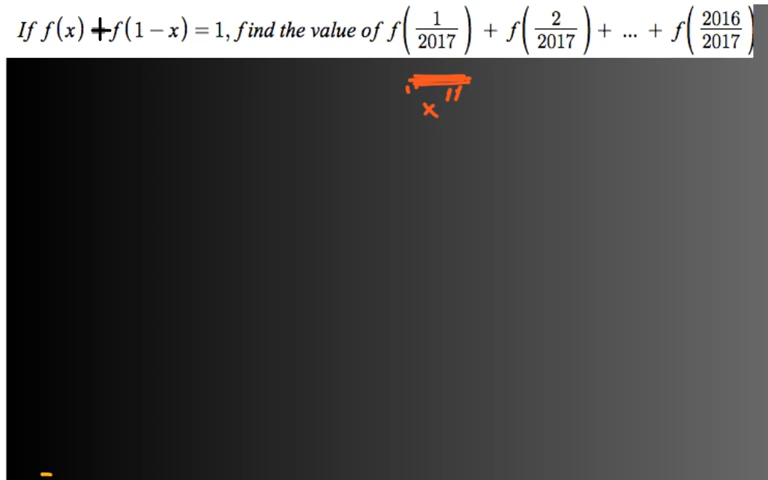 If f(x) + f(1 − x) = 1, find the value of f(1/2017) + f(2/2017) + ... + f(2016/2017)
"x"